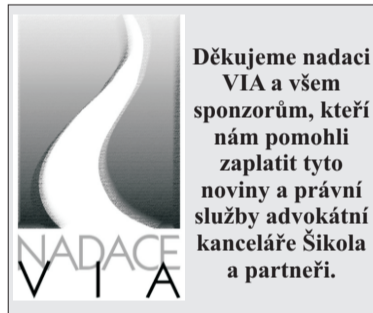 NADACE
VIA
Děkujeme nadaci
VIA a všem
sponzorům, kteří
nám pomohli
zaplatit tyto
noviny a právní
služby advokátní
kanceláře Šikola
a partneři.